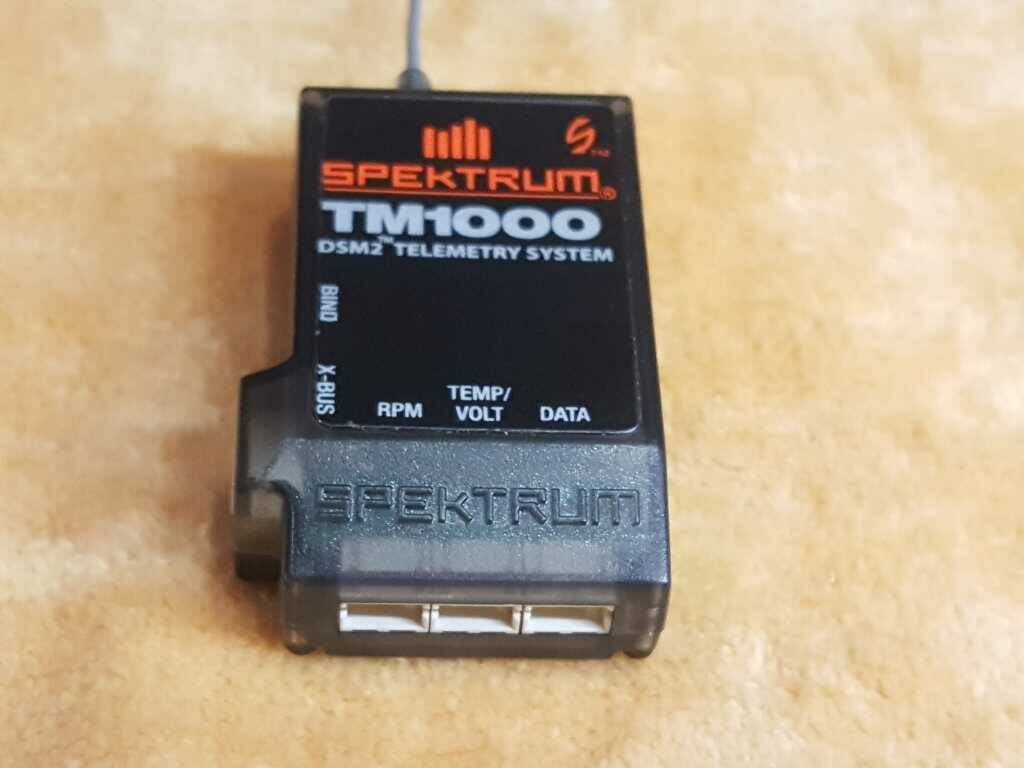 SPEKTRUM®
TM1000
DSM2™ TELEMETRY SYSTEM
BIND
X-BUS
RPM
TEMP/
VOLT
DATA
SPEKTRUM